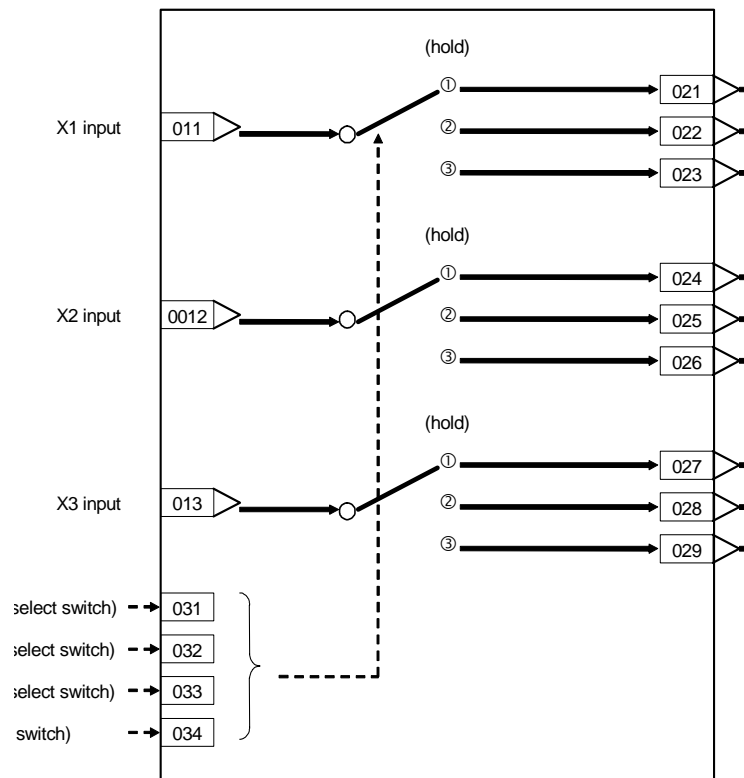 (hold)
X1 input 011 ① 021
② 022
③ 023
(hold)
X2 input 0012 ① 024
② 025
③ 026
(hold)
X3 input 013 ① 027
② 028
③ 029
select switch) 031
select switch) 032
select switch) 033
switch) 034